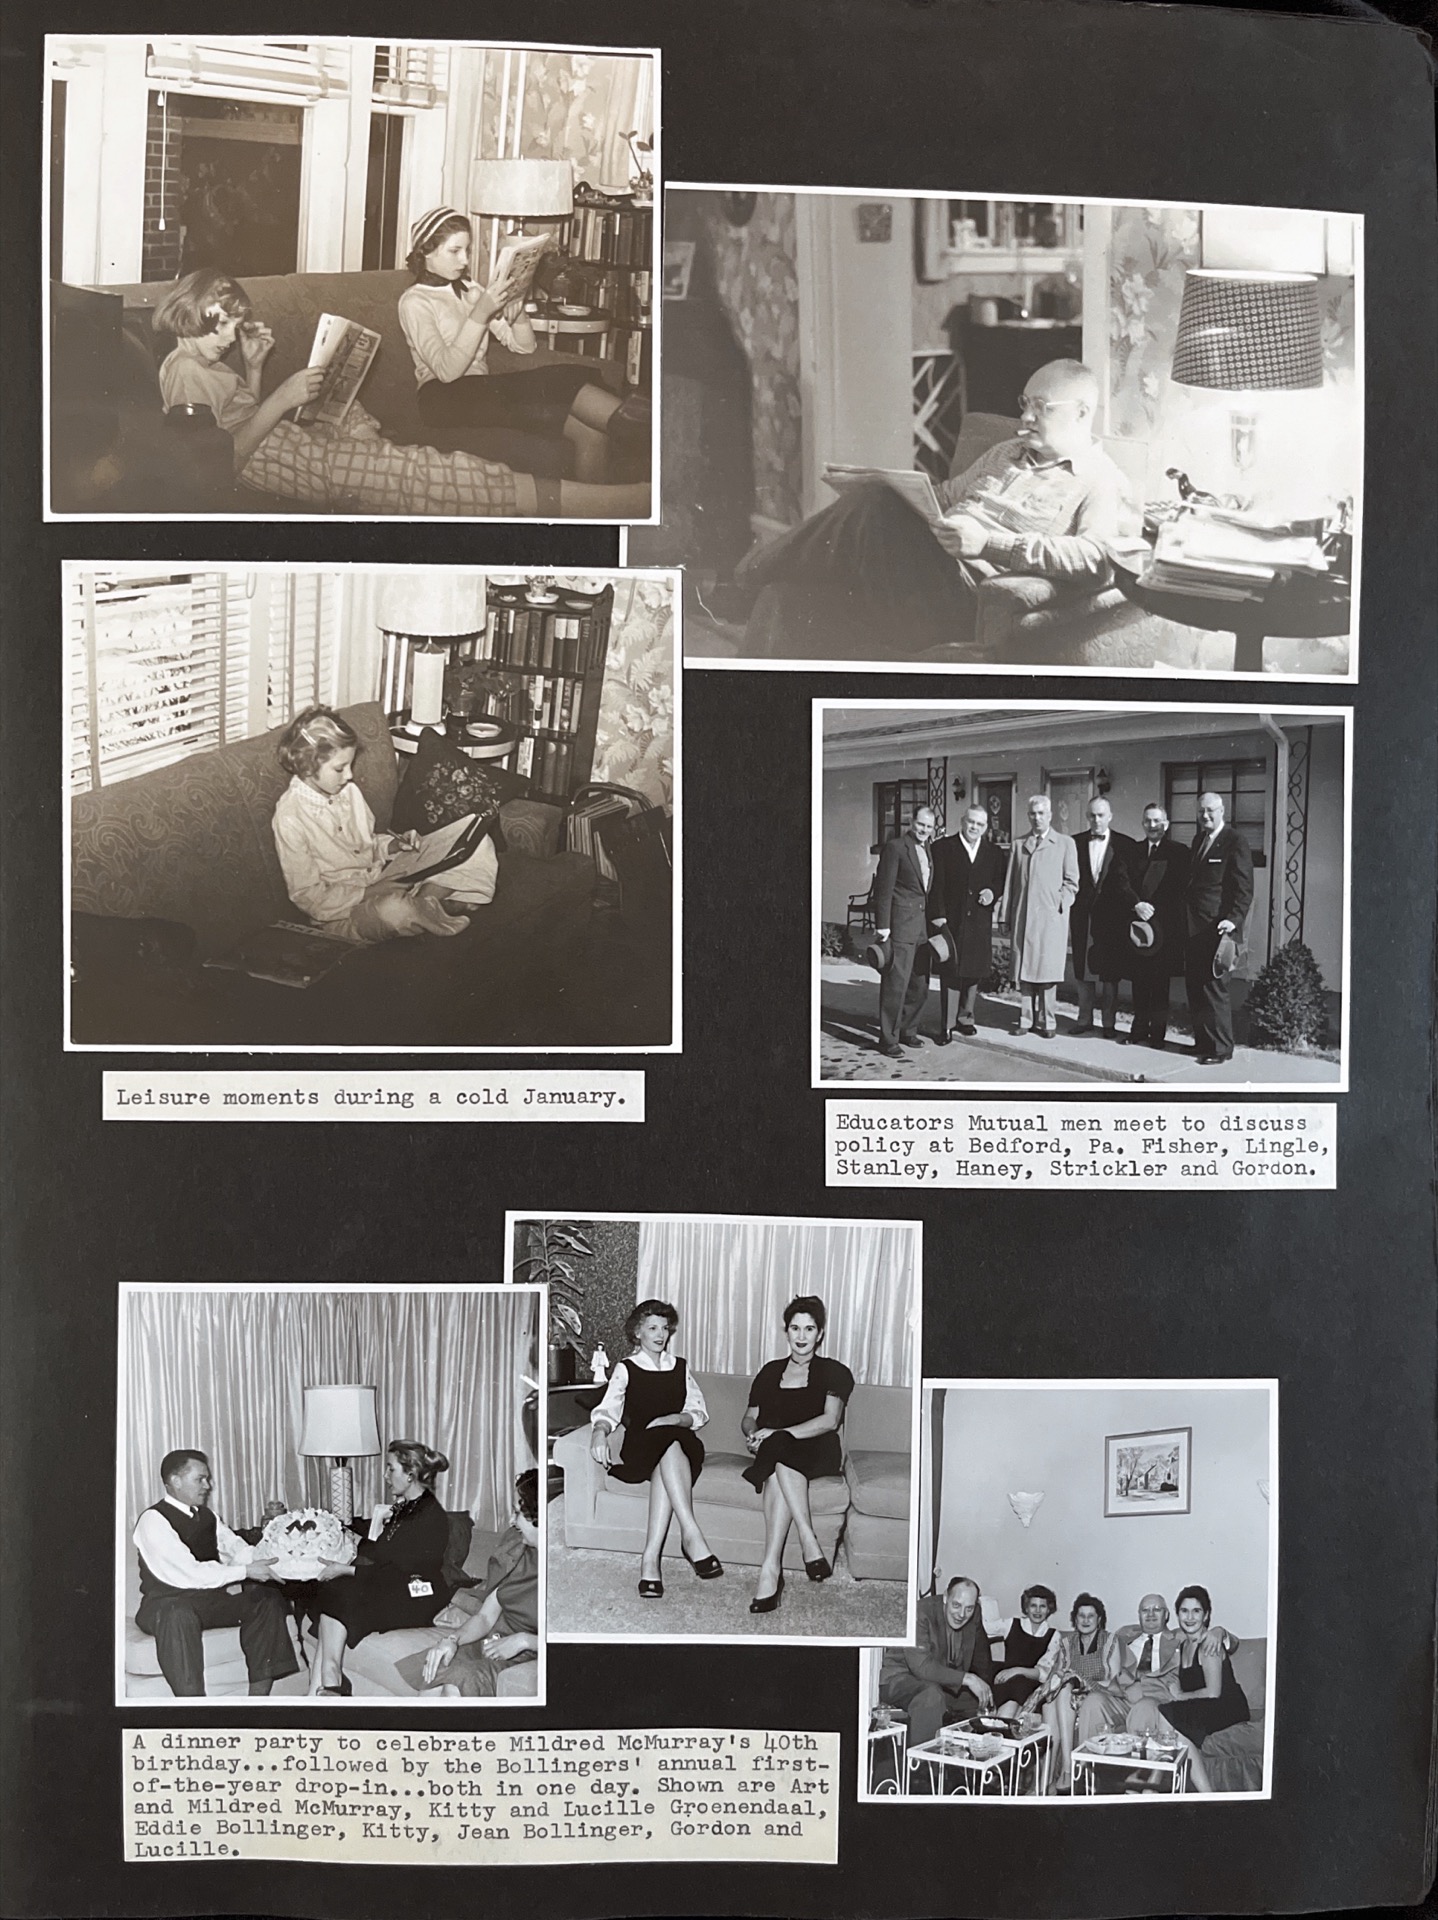 Leisure moments during a cold January.
Educators Mutual men meet to discuss
policy at Bedford, Pa. Fisher, Lingle,
Stanley, Haney, Strickler and Gordon.
40
A dinner party to celebrate Mildred McMurray's 40th
birthday...followed by the Bollingers' annual first-
of-the-year drop-in...both in one day. Shown are Art
and Mildred McMurray, Kitty and Lucille Groenendaal,
Eddie Bollinger, Kitty, Jean Bollinger, Gordon and
Lucille.